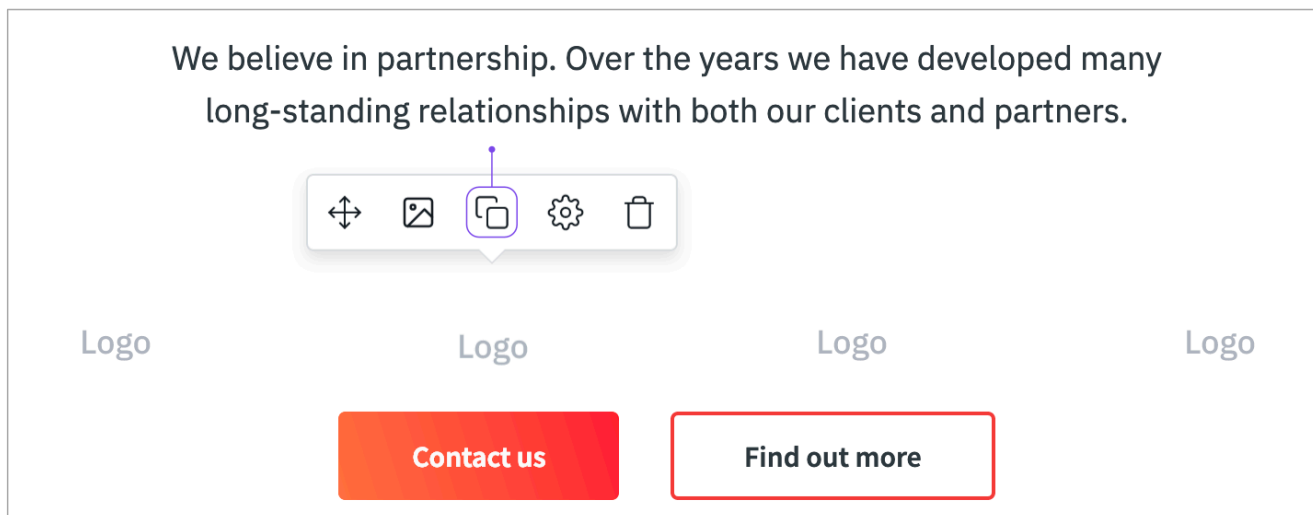 We believe in partnership. Over the years we have developed many
long-standing relationships with both our clients and partners.
Logo
Logo
Logo
Logo
Contact us
Find out more